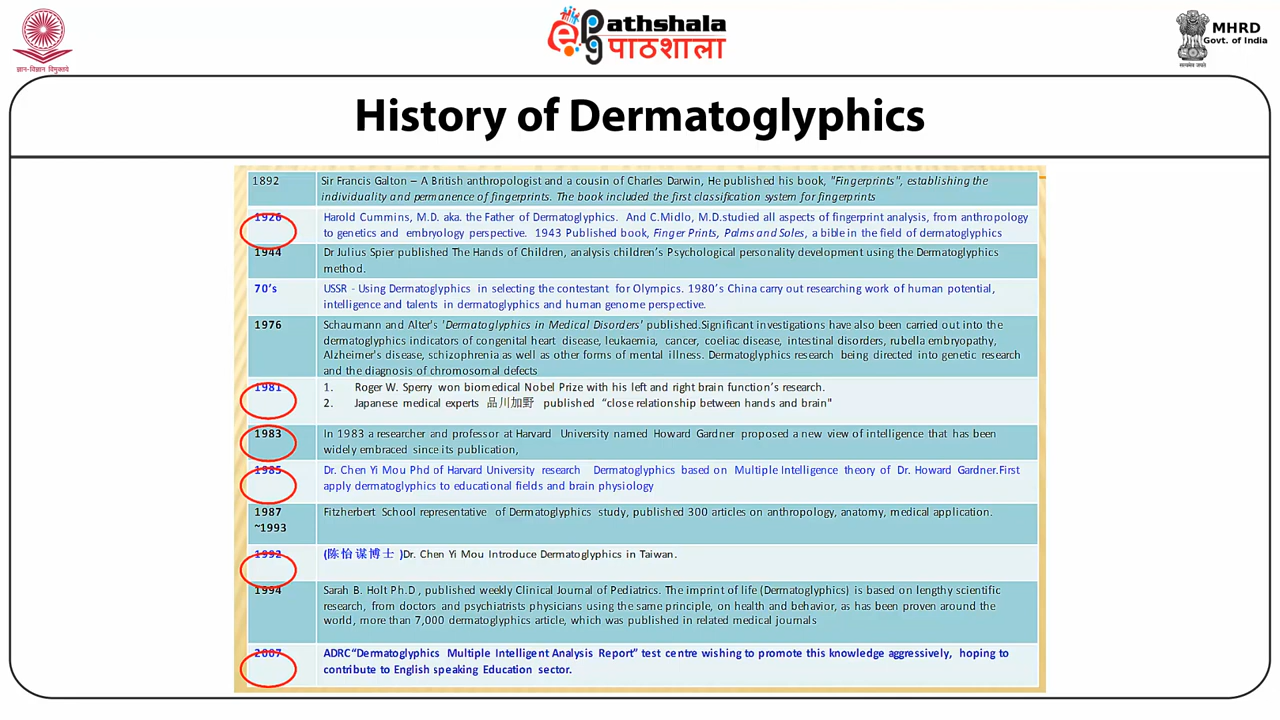 ज्ञान-विज्ञान विमुक्तये
epg
athshala
पाठशाला
सत्यमेव जयते
MHRD
Govt. of India
History of Dermatoglyphics
1892
Sir Francis Galton – A British anthropologist and a cousin of Charles Darwin, He published his book, "Fingerprints", establishing the
individuality and permanence of fingerprints. The book included the first classification system for fingerprints
1926
Harold Cummins, M.D. aka. the Father of Dermatoglyphics. And C.Midlo, M.D.studied all aspects of fingerprint analysis, from anthropology
to genetics and embryology perspective. 1943 Published book, Finger Prints, Palms and Soles, a bible in the field of dermatoglyphics
1944
Dr Julius Spier published The Hands of Children, analysis children's Psychological personality development using the Dermatoglyphics
method.
70's
USSR - Using Dermatoglyphics in selecting the contestant for Olympics. 1980's China carry out researching work of human potential,
intelligence and talents in dermatoglyphics and human genome perspective.
1976
Schaumann and Alter's 'Dermatoglyphics in Medical Disorders' published.Significant investigations have also been carried out into the
dermatoglyphics indicators of congenital heart disease, leukaemia, cancer, coeliac disease, intestinal disorders, rubella embryopathy,
Alzheimer's disease, schizophrenia as well as other forms of mental illness. Dermatoglyphics research being directed into genetic research
and the diagnosis of chromosomal defects
1981
1. Roger W. Sperry won biomedical Nobel Prize with his left and right brain function's research.
2. Japanese medical experts 品川加野 published “close relationship between hands and brain"
1983
In 1983 a researcher and professor at Harvard University named Howard Gardner proposed a new view of intelligence that has been
widely embraced since its publication,
1985
Dr. Chen Yi Mou Phd of Harvard University research Dermatoglyphics based on Multiple Intelligence theory of Dr. Howard Gardner.First
apply dermatoglyphics to educational fields and brain physiology
1987
~1993
Fitzherbert School representative of Dermatoglyphics study, published 300 articles on anthropology, anatomy, medical application.
1992
(陈怡谋博士 )Dr. Chen Yi Mou Introduce Dermatoglyphics in Taiwan.
1994
Sarah B. Holt Ph.D , published weekly Clinical Journal of Pediatrics. The imprint of life (Dermatoglyphics) is based on lengthy scientific
research, from doctors and psychiatrists physicians using the same principle, on health and behavior, as has been proven around the
world, more than 7,000 dermatoglyphics article, which was published in related medical journals
2007
ADRC“Dermatoglyphics Multiple Intelligent Analysis Report” test centre wishing to promote this knowledge aggressively, hoping to
contribute to English speaking Education sector.